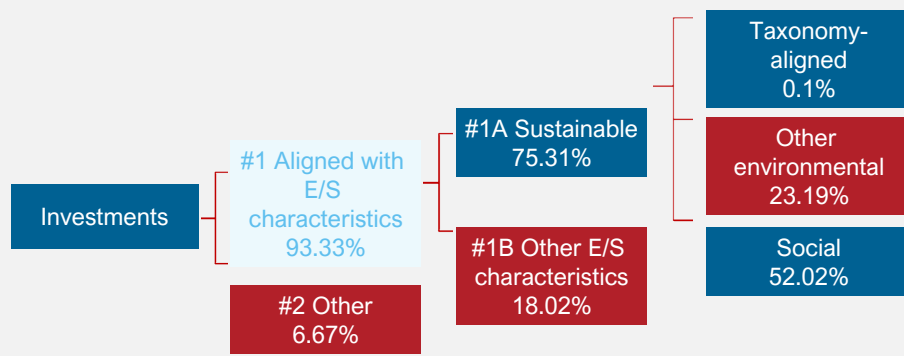 Investments
#1 Aligned with
E/S
characteristics
93.33%
#2 Other
6.67%
#1A Sustainable
75.31%
#1B Other E/S
characteristics
18.02%
Taxonomy-
aligned
0.1%
Other
environmental
23.19%
Social
52.02%